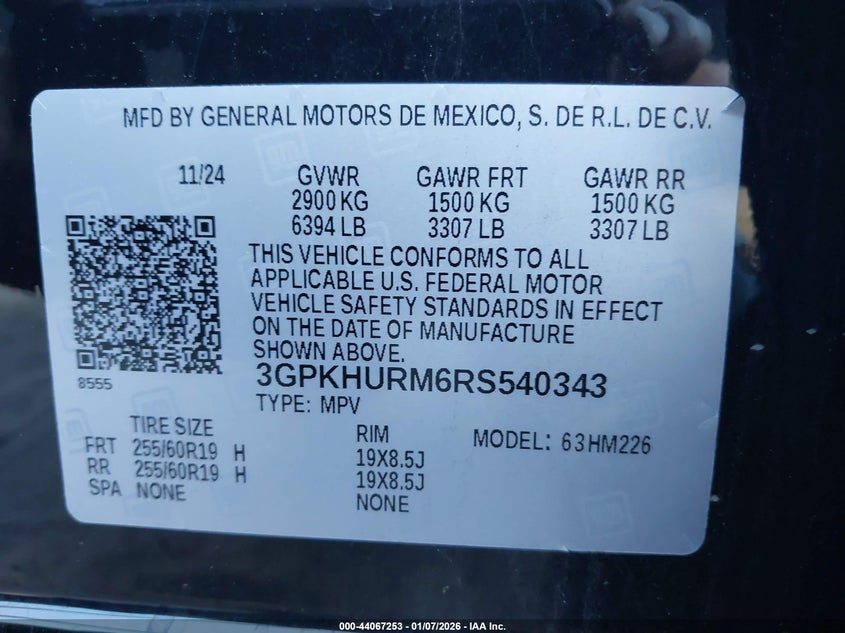 MFD BY GENERAL MOTORS DE MEXICO, S. DE R.L. DE C.V.
11/24 GVWR GAWR FRT GAWR RR
2900 KG 1500 KG 1500 KG
6394 LB 3307 LB 3307 LB
THIS VEHICLE CONFORMS TO ALL
APPLICABLE U.S. FEDERAL MOTOR
VEHICLE SAFETY STANDARDS IN EFFECT
ON THE DATE OF MANUFACTURE
SHOWN ABOVE.
8555
3GPKHURM6RS540343
TYPE: MPV
TIRE SIZE RIM MODEL: 63HM226
FRT 255/60R19 H 19X8.5J
RR 255/60R19 H 19X8.5J
SPA NONE NONE
000-44067253 - 01/07/2026 - IAA Inc.